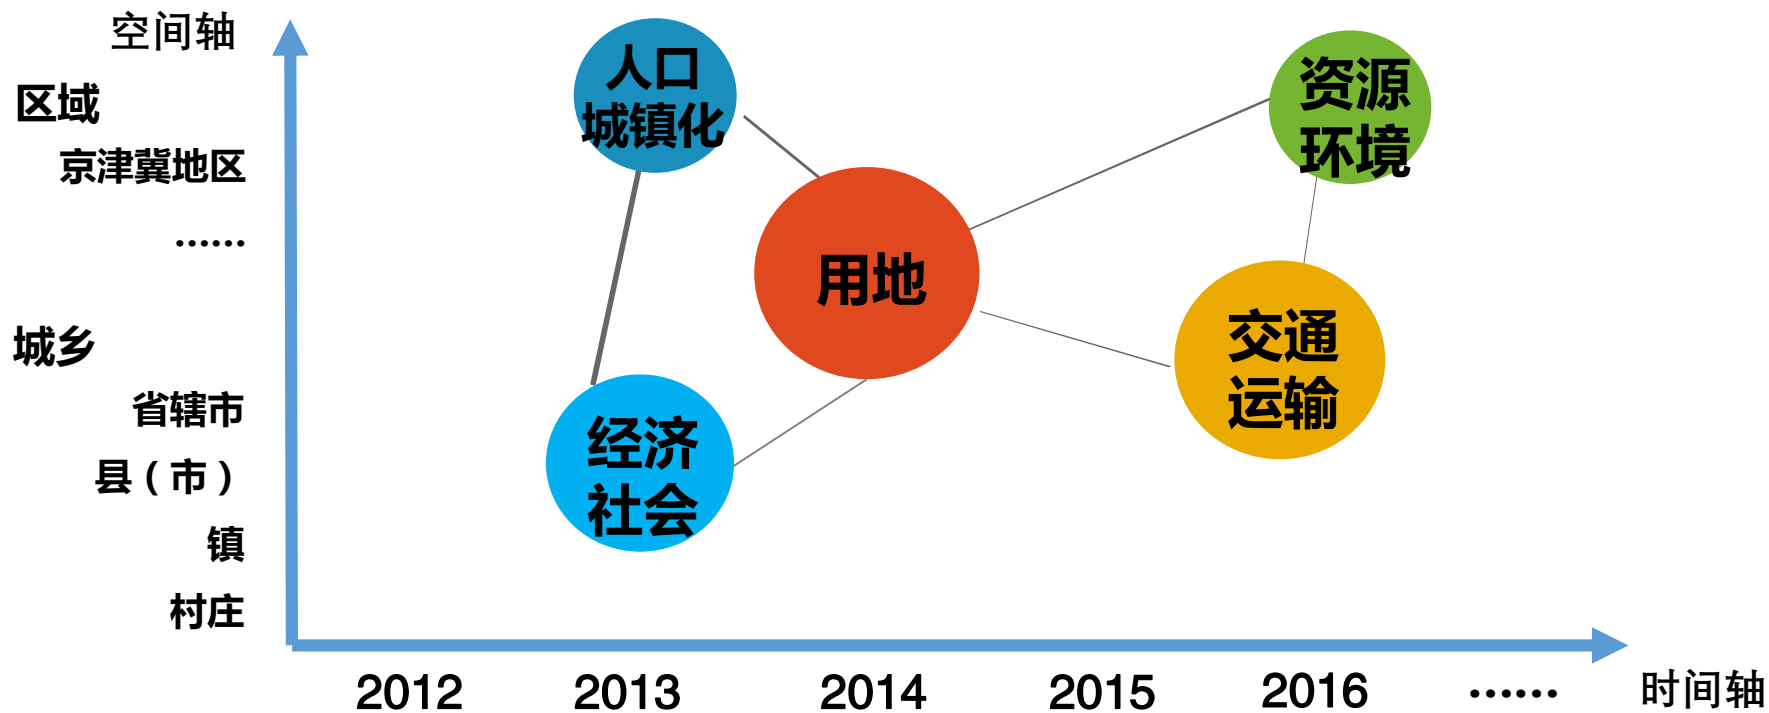 空间轴
区域
京津冀地区
……
城乡
省辖市
县（市）
镇
村庄
人口
城镇化
用地
资源
环境
交通
运输
经济
社会
2012
2013
2014
2015
2016
……
时间轴